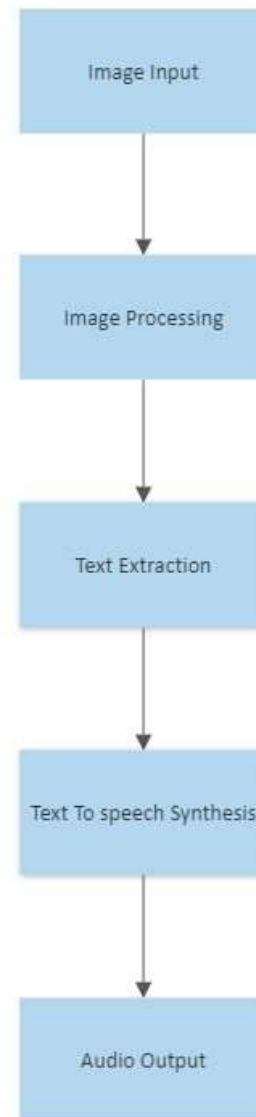 Image Input
Image Processing
Text Extraction
Text To speech Synthesis
Audio Output